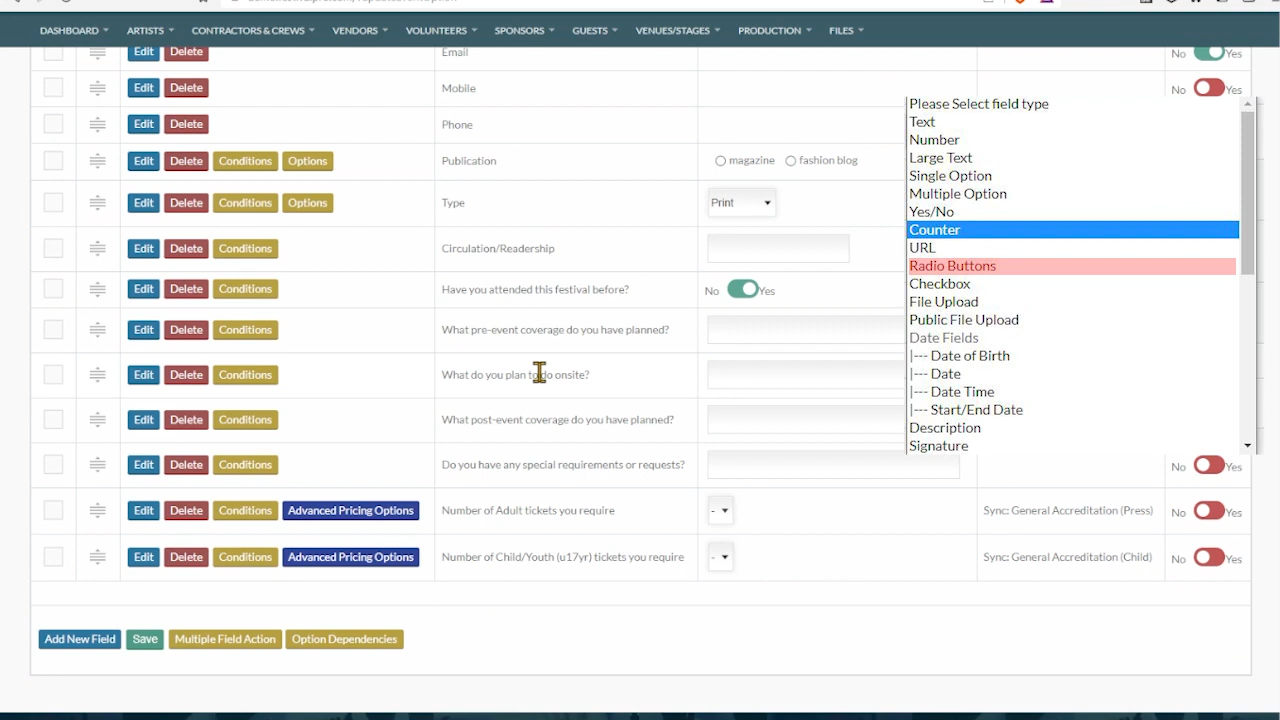 DASHBOARD ARTISTS CONTRACTORS & CREWS VENDORS VOLUNTEERS SPONSORS GUESTS VENUES/STAGES PRODUCTION FILES
Edit Delete Email No Yes
Edit Delete Mobile No Yes
Edit Delete Phone
Edit Delete Conditions Options Publication magazine fashion blog
Edit Delete Conditions Options Type Print
Edit Delete Conditions Circulation/Readership
Edit Delete Conditions Have you attended this festival before? No Yes
Edit Delete Conditions What pre-event coverage do you have planned?
Edit Delete Conditions What do you plan to do onsite?
Edit Delete Conditions What post-event coverage do you have planned?
Edit Delete Conditions Do you have any special requirements or requests? No Yes
Edit Delete Conditions Advanced Pricing Options Number of Adult tickets you require - Sync: General Accreditation (Press) No Yes
Edit Delete Conditions Advanced Pricing Options Number of Child/Youth (u17yr) tickets you require - Sync: General Accreditation (Child) No Yes
Please Select field type
Text
Number
Large Text
Single Option
Multiple Option
Yes/No
Counter
URL
Radio Buttons
Checkbox
File Upload
Public File Upload
Date Fields
|--- Date of Birth
|--- Date
|--- Date Time
|--- Start/End Date
Description
Signature
Add New Field Save Multiple Field Action Option Dependencies